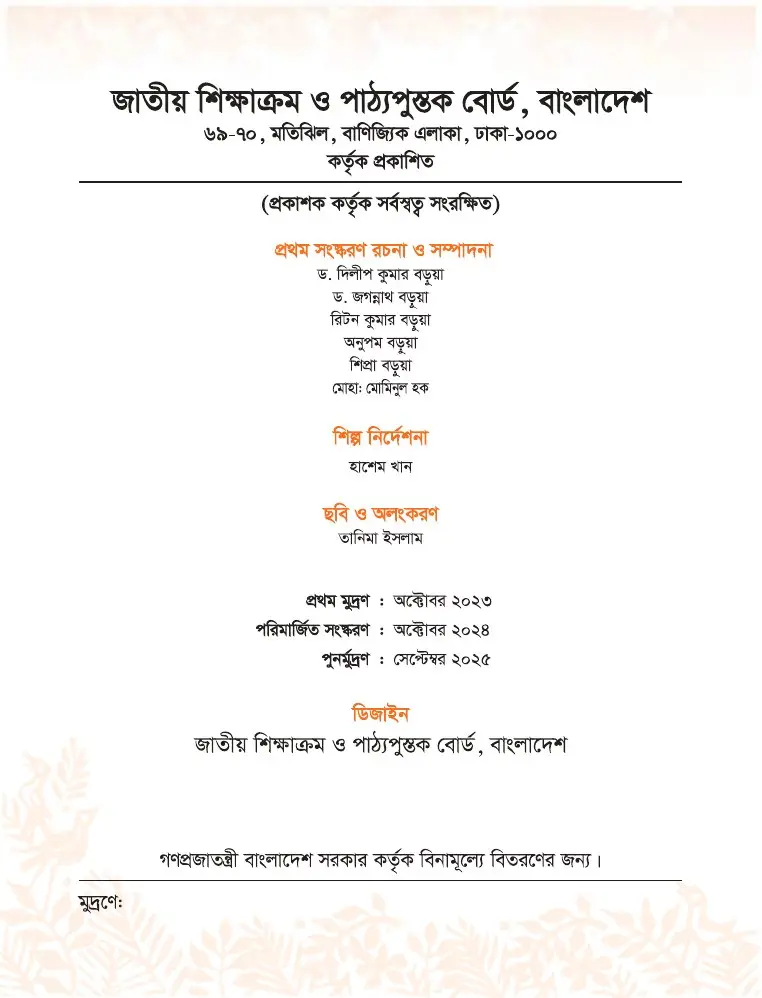 জাতীয় শিক্ষাক্রম ও পাঠ্যপুস্তক বোর্ড, বাংলাদেশ
৬৯-৭০, মতিঝিল, বাণিজ্যিক এলাকা, ঢাকা-১০০০
কর্তৃক প্রকাশিত
(প্রকাশক কর্তৃক সর্বস্বত্ব সংরক্ষিত)
প্রথম সংস্করণ রচনা ও সম্পাদনা
ড. দিলীপ কুমার বড়ুয়া
ড. জগন্নাথ বড়ুয়া
রিটন কুমার বড়ুয়া
অনুপম বড়ুয়া
শিপ্রা বড়ুয়া
মোহাঃ মোমিনুল হক
শিল্প নির্দেশনা
হাশেম খান
ছবি ও অলংকরণ
তানিমা ইসলাম
প্রথম মুদ্রণ : অক্টোবর ২০২৩
পরিমার্জিত সংস্করণ : অক্টোবর ২০২৪
পুনর্মুদ্রণ : সেপ্টেম্বর ২০২৫
ডিজাইন
জাতীয় শিক্ষাক্রম ও পাঠ্যপুস্তক বোর্ড, বাংলাদেশ
গণপ্রজাতন্ত্রী বাংলাদেশ সরকার কর্তৃক বিনামূল্যে বিতরণের জন্য।
মুদ্রণে: